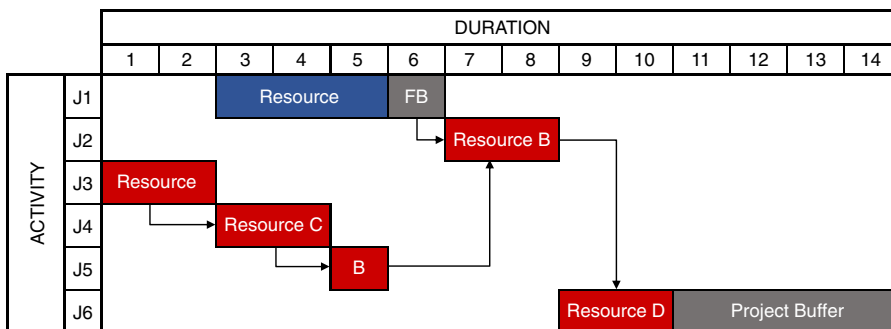 DURATION
1 2 3 4 5 6 7 8 9 10 11 12 13 14
ACTIVITY
J1 Resource FB
J2 Resource B
J3 Resource
J4 Resource C
J5 B
J6 Resource D Project Buffer